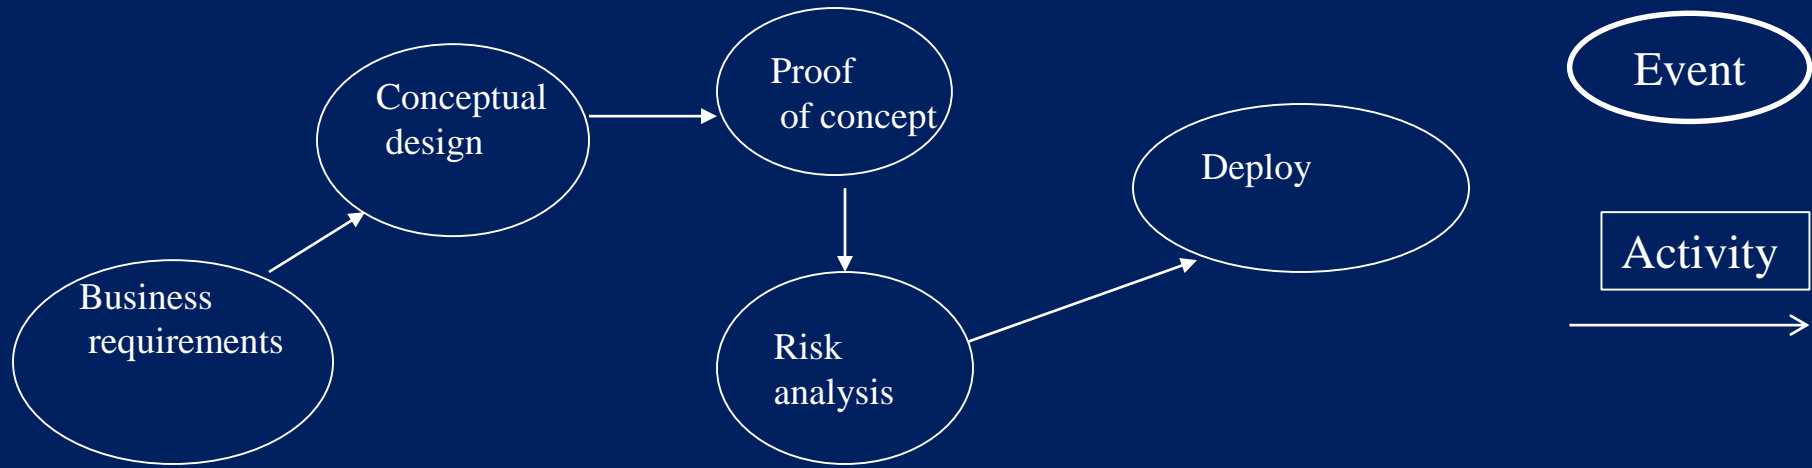 Business
requirements
Conceptual
design
Proof
of concept
Risk
analysis
Deploy
Event
Activity